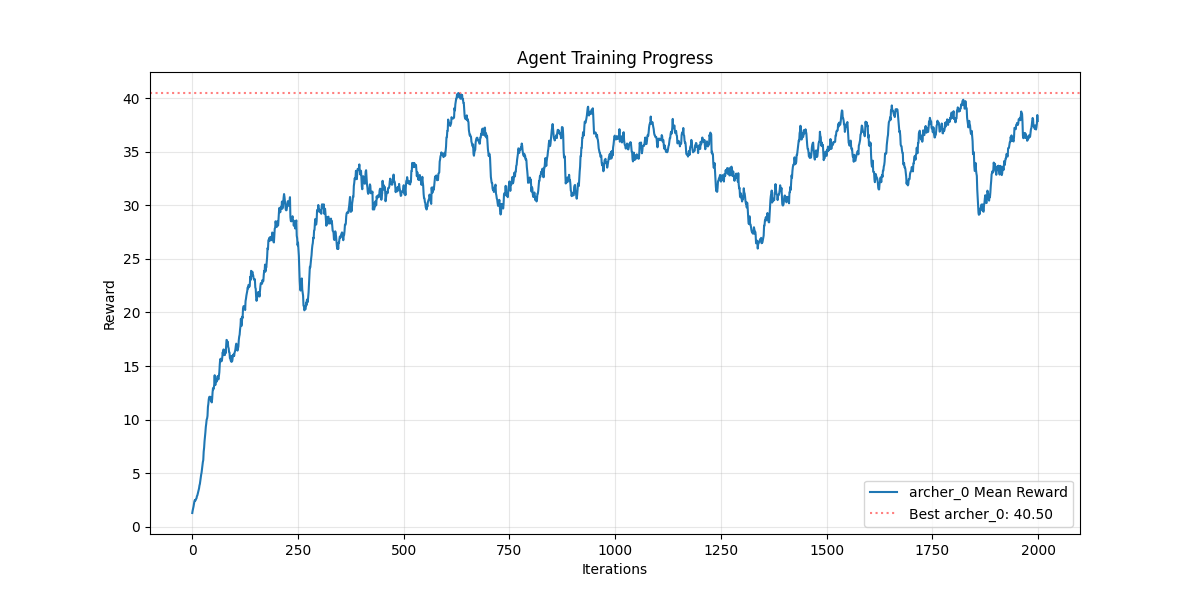 Agent Training Progress
40
35
30
25
20
15
10
5
0
Reward
0 250 500 750 1000 1250 1500 1750 2000
Iterations
archer_0 Mean Reward
Best archer_0: 40.50